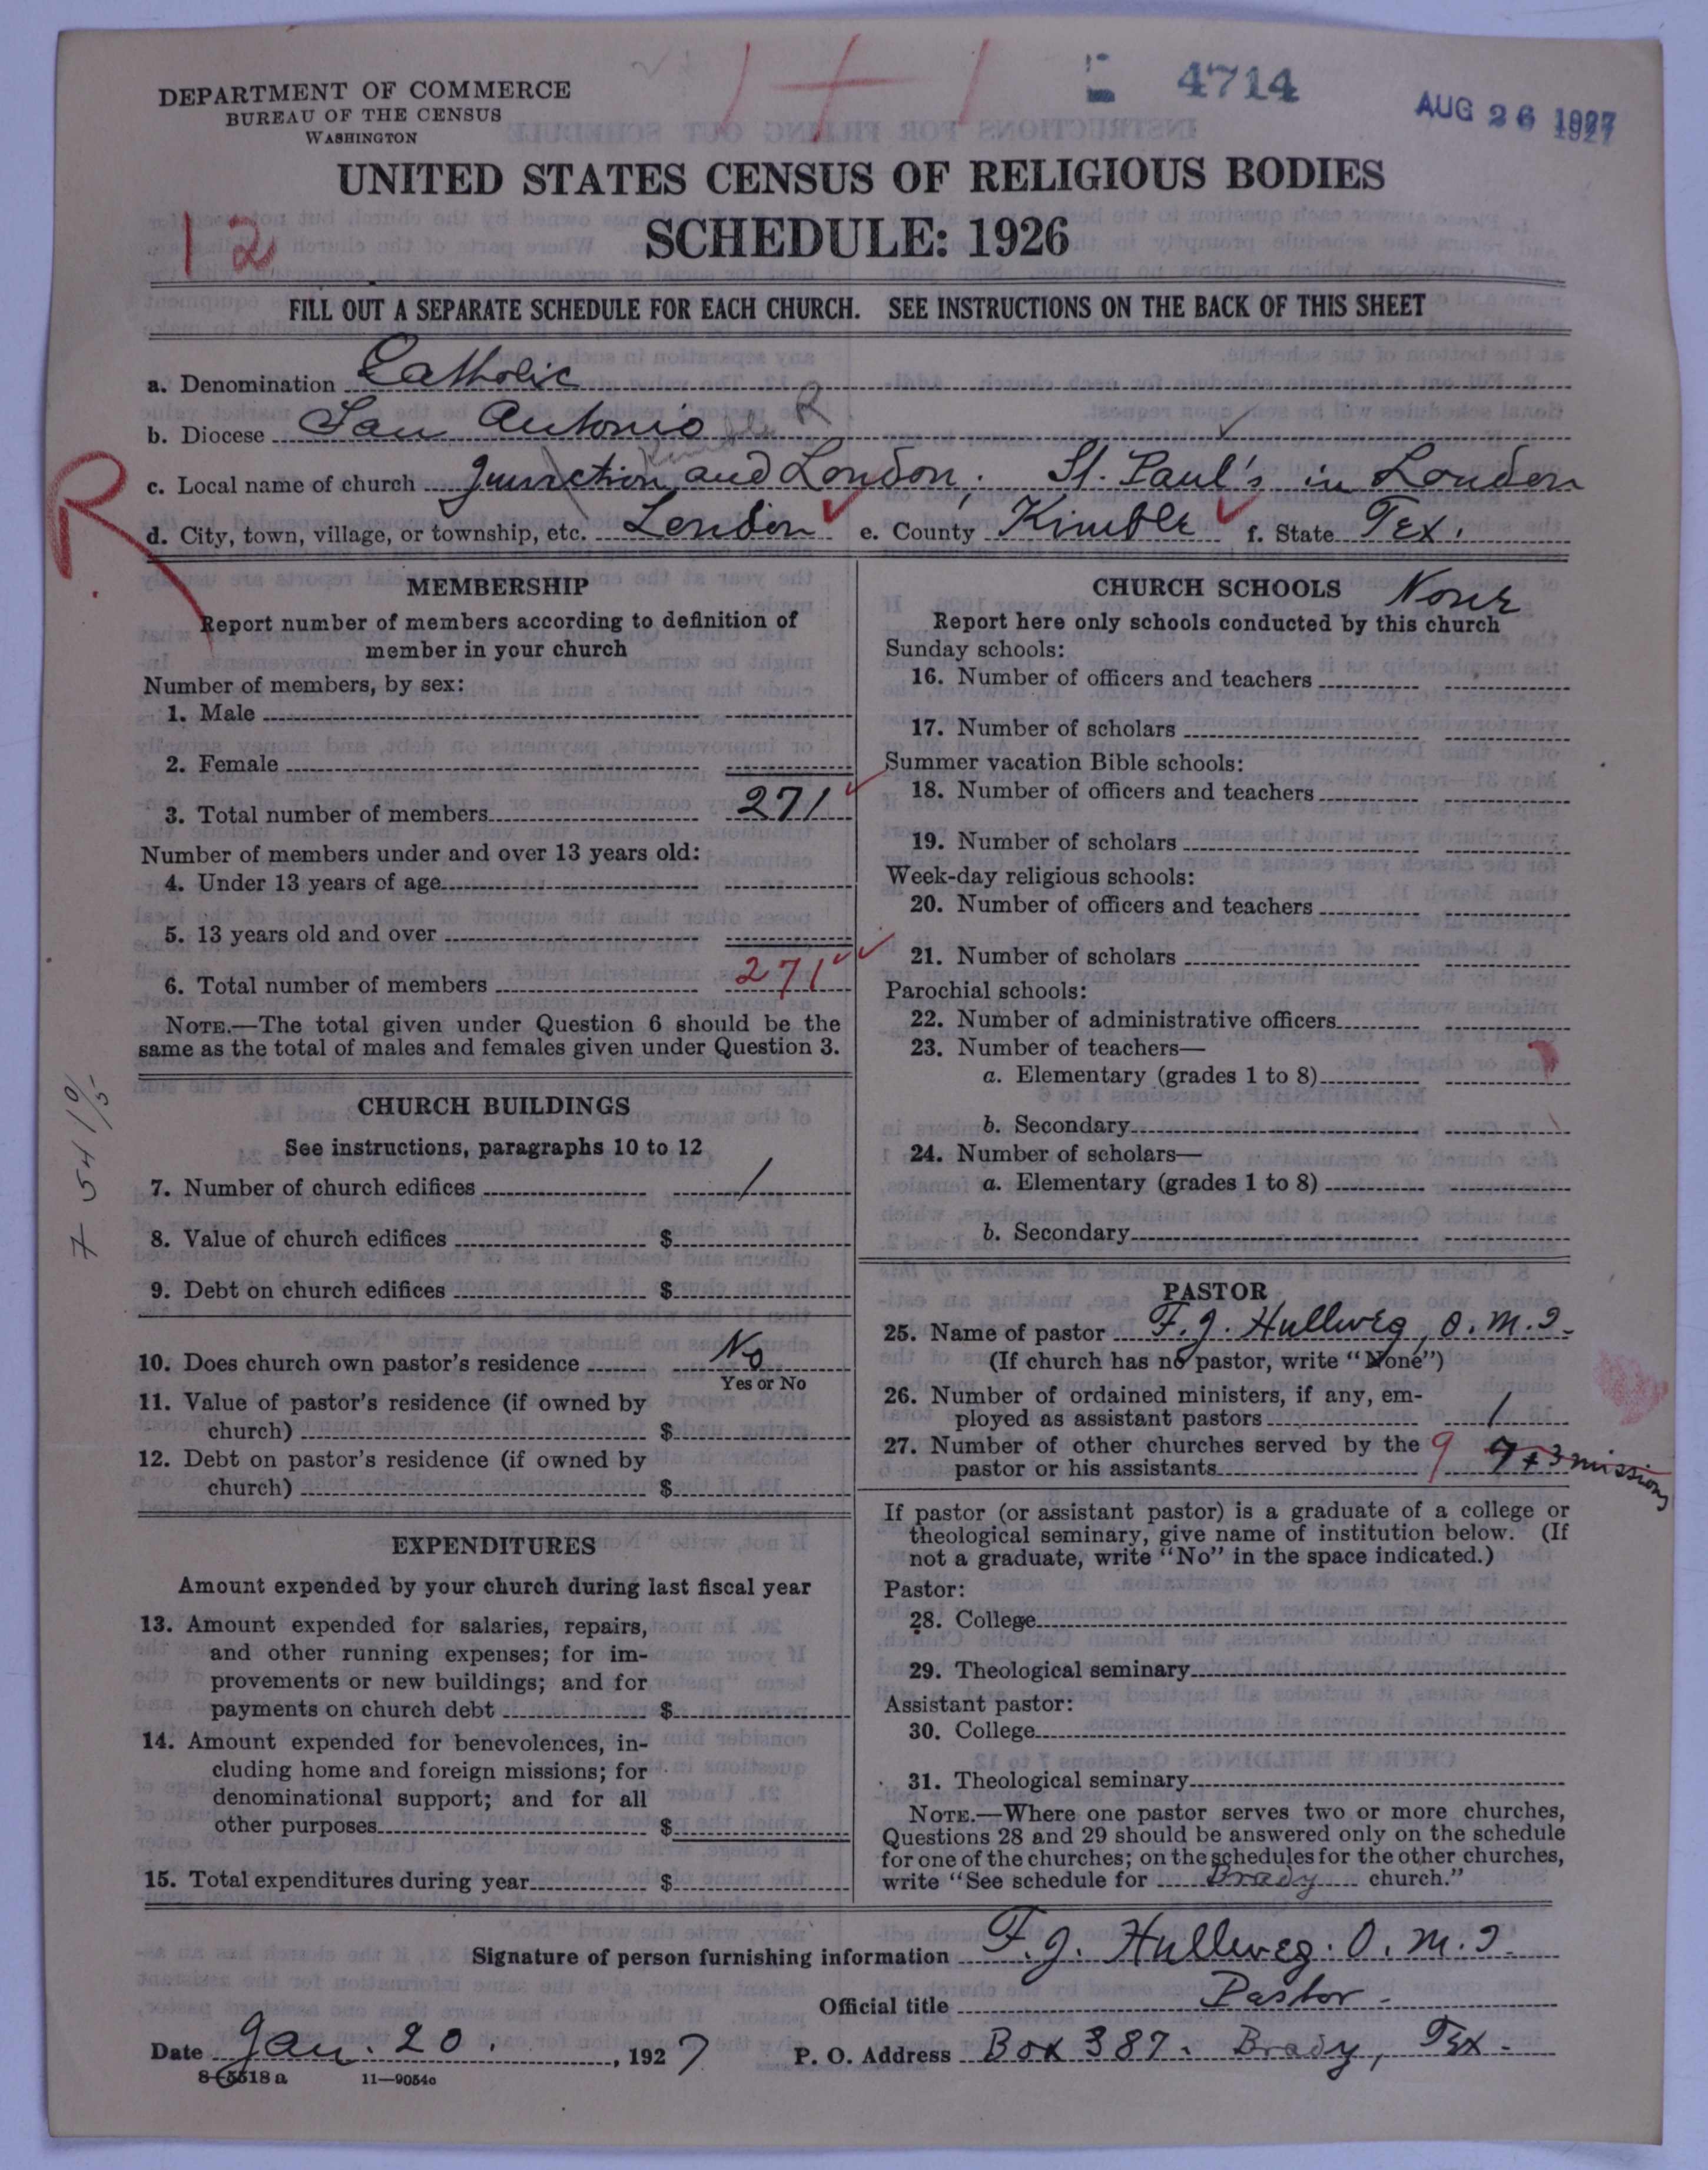 DEPARTMENT OF COMMERCE
BUREAU OF THE CENSUS
WASHINGTON
4714
AUG 26 1927
UNITED STATES CENSUS OF RELIGIOUS BODIES
SCHEDULE: 1926
12
FILL OUT A SEPARATE SCHEDULE FOR EACH CHURCH. SEE INSTRUCTIONS ON THE BACK OF THIS SHEET
a. Denomination Catholic
b. Diocese San Antonio R
c. Local name of church Junction and London; St. Paul's in London
d. City, town, village, or township, etc. London e. County Kimble f. State Tex.
R
MEMBERSHIP
Report number of members according to definition of
member in your church
Number of members, by sex:
1. Male
2. Female
3. Total number of members 271
Number of members under and over 13 years old:
4. Under 13 years of age
5. 13 years old and over
6. Total number of members 271
NOTE.—The total given under Question 6 should be the
same as the total of males and females given under Question 3.
CHURCH BUILDINGS
See instructions, paragraphs 10 to 12
7. Number of church edifices 1
8. Value of church edifices $
9. Debt on church edifices $
10. Does church own pastor's residence No
Yes or No
11. Value of pastor's residence (if owned by
church) $
12. Debt on pastor's residence (if owned by
church) $
EXPENDITURES
Amount expended by your church during last fiscal year
13. Amount expended for salaries, repairs,
and other running expenses; for im-
provements or new buildings; and for
payments on church debt $
14. Amount expended for benevolences, in-
cluding home and foreign missions; for
denominational support; and for all
other purposes $
15. Total expenditures during year $
CHURCH SCHOOLS None
Report here only schools conducted by this church
Sunday schools:
16. Number of officers and teachers
17. Number of scholars
Summer vacation Bible schools:
18. Number of officers and teachers
19. Number of scholars
Week-day religious schools:
20. Number of officers and teachers
21. Number of scholars
Parochial schools:
22. Number of administrative officers
23. Number of teachers—
a. Elementary (grades 1 to 8)
b. Secondary
24. Number of scholars—
a. Elementary (grades 1 to 8)
b. Secondary
PASTOR
25. Name of pastor F. J. Hullweg, O. M. I.
(If church has no pastor, write "None")
26. Number of ordained ministers, if any, em-
ployed as assistant pastors 1
27. Number of other churches served by the
pastor or his assistants 9 9 + 3 missions
If pastor (or assistant pastor) is a graduate of a college or
theological seminary, give name of institution below. (If
not a graduate, write "No" in the space indicated.)
Pastor:
28. College
29. Theological seminary
Assistant pastor:
30. College
31. Theological seminary
NOTE.—Where one pastor serves two or more churches,
Questions 28 and 29 should be answered only on the schedule
for one of the churches; on the schedules for the other churches,
write "See schedule for Brady church."
Signature of person furnishing information F. J. Hullweg. O. M. I.
Official title Pastor.
Date Jan. 20., 1927 P. O. Address Box 387. Brady, Tex.
8-5518a 11—9054c